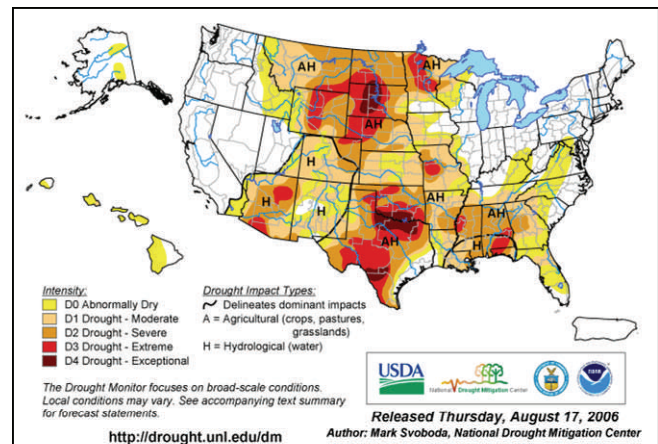 AH
AH
AH
H
H
H
AH
AH
AH
H
Intensity:
D0 Abnormally Dry
D1 Drought - Moderate
D2 Drought - Severe
D3 Drought - Extreme
D4 Drought - Exceptional
Drought Impact Types:
Delineates dominant impacts
A = Agricultural (crops, pastures,
grasslands)
H = Hydrological (water)
The Drought Monitor focuses on broad-scale conditions.
Local conditions may vary. See accompanying text summary
for forecast statements.
http://drought.unl.edu/dm
USDA
National Drought Mitigation Center
Released Thursday, August 17, 2006
Author: Mark Svoboda, National Drought Mitigation Center